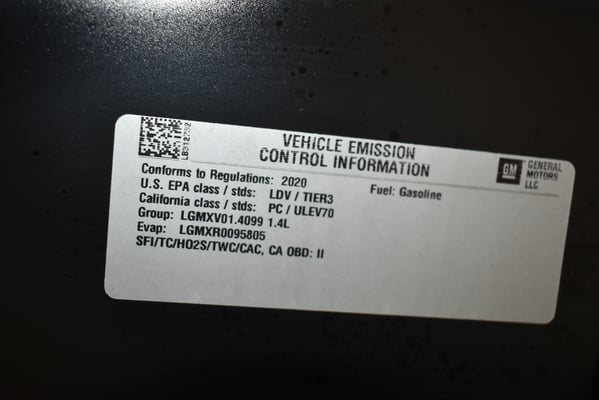 LB312732
VEHICLE EMISSION
CONTROL INFORMATION
GM
GENERAL
MOTORS
LLC
Conforms to Regulations: 2020
Fuel: Gasoline
U.S. EPA class / stds: LDV / TIER3
California class / stds: PC / ULEV70
Group: LGMXV01.4099 1.4L
Evap: LGMXR0095805
SFI/TC/HO2S/TWC/CAC, CA OBD: II